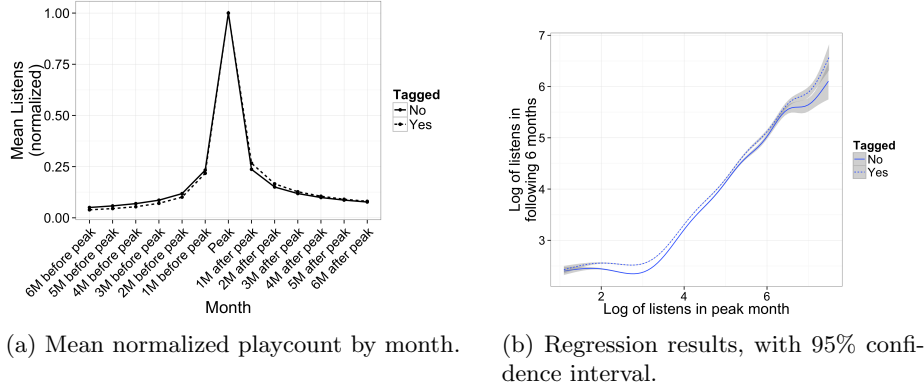 1.00
0.75
0.50
0.25
0.00
Mean Listens
(normalized)
6M before peak
5M before peak
4M before peak
3M before peak
2M before peak
1M before peak
Peak
1M after peak
2M after peak
3M after peak
4M after peak
5M after peak
6M after peak
Month
Tagged
No
Yes
(a) Mean normalized playcount by month.
7
6
5
4
3
Log of listens in
following 6 months
2
4
6
Log of listens in peak month
Tagged
No
Yes
(b) Regression results, with 95% confi-
dence interval.